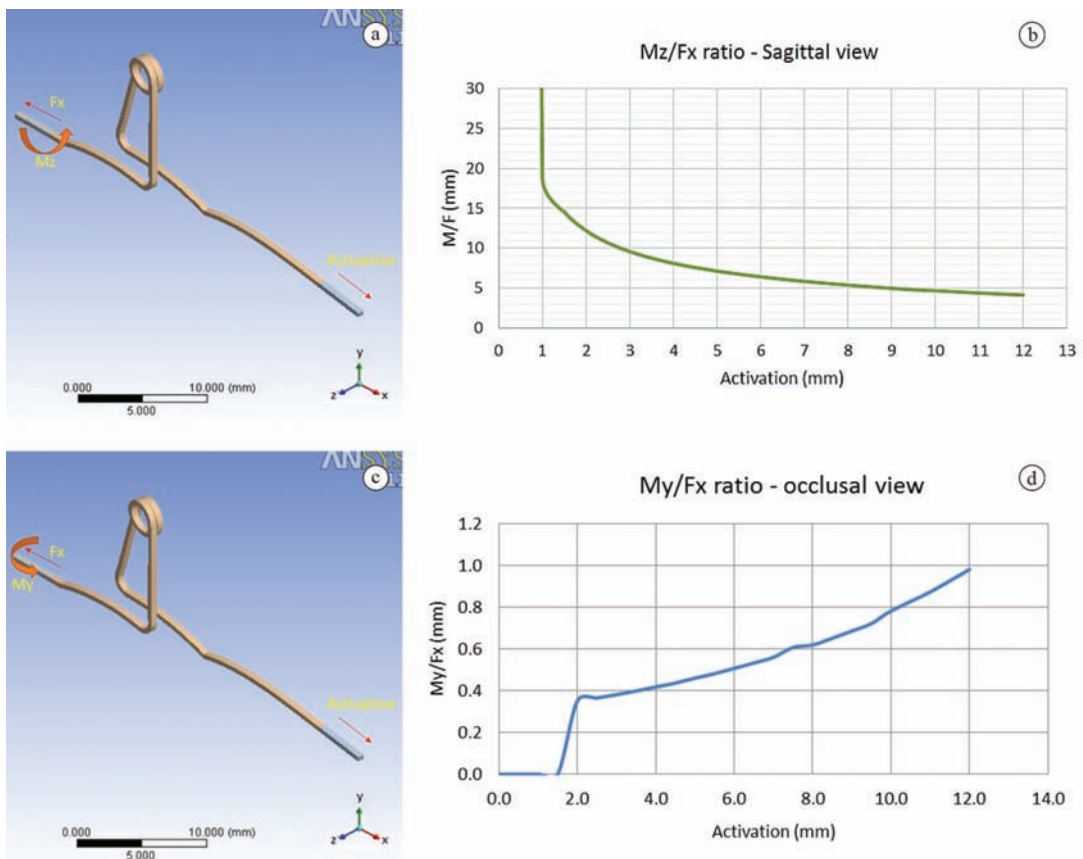 ANSYS
a
Fx
Mz
Activation
y
z
x
0.000
10.000 (mm)
5.000
b
Mz/Fx ratio - Sagittal view
M/F (mm)
30
25
20
15
10
5
0
0 1 2 3 4 5 6 7 8 9 10 11 12 13
Activation (mm)
ANSYS
c
Fx
My
Activation
y
z
x
0.000
10.000 (mm)
5.000
d
My/Fx ratio - occlusal view
My/Fx (mm)
1.2
1.0
0.8
0.6
0.4
0.2
0.0
0.0 2.0 4.0 6.0 8.0 10.0 12.0 14.0
Activation (mm)